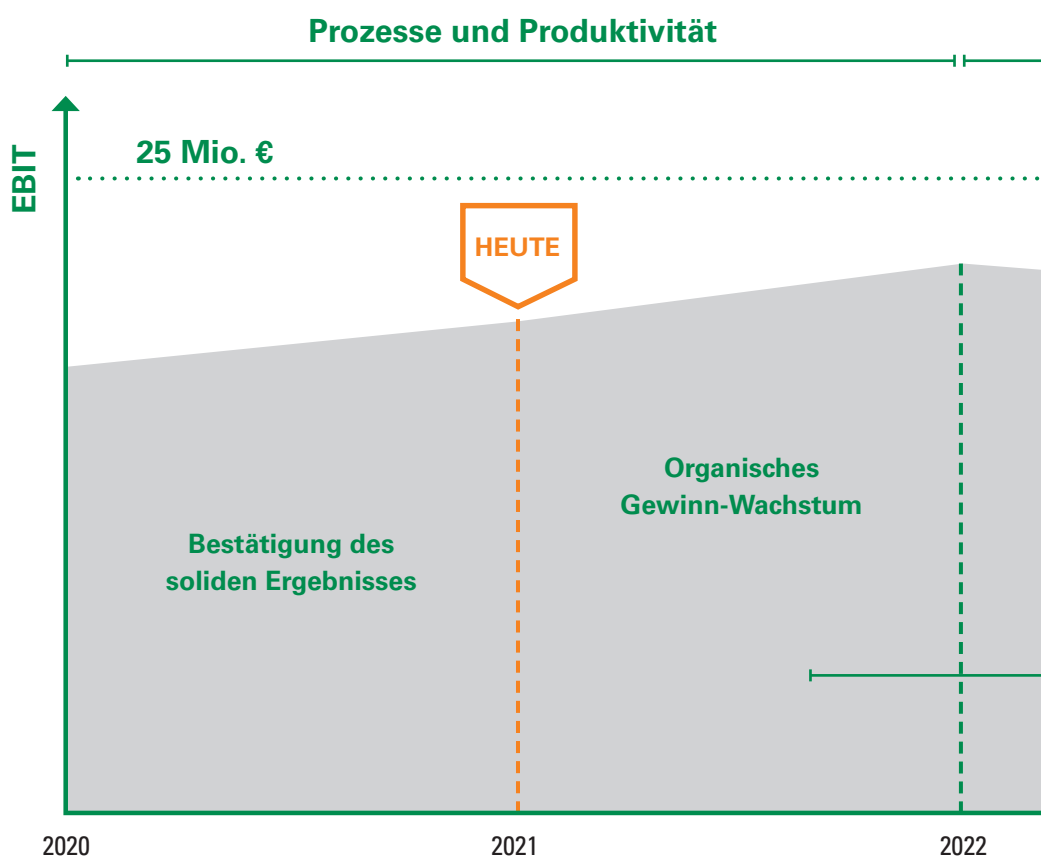 Prozesse und Produktivität
EBIT
25 Mio. €
HEUTE
Organisches
Gewinn-Wachstum
Bestätigung des
soliden Ergebnisses
2020
2021
2022